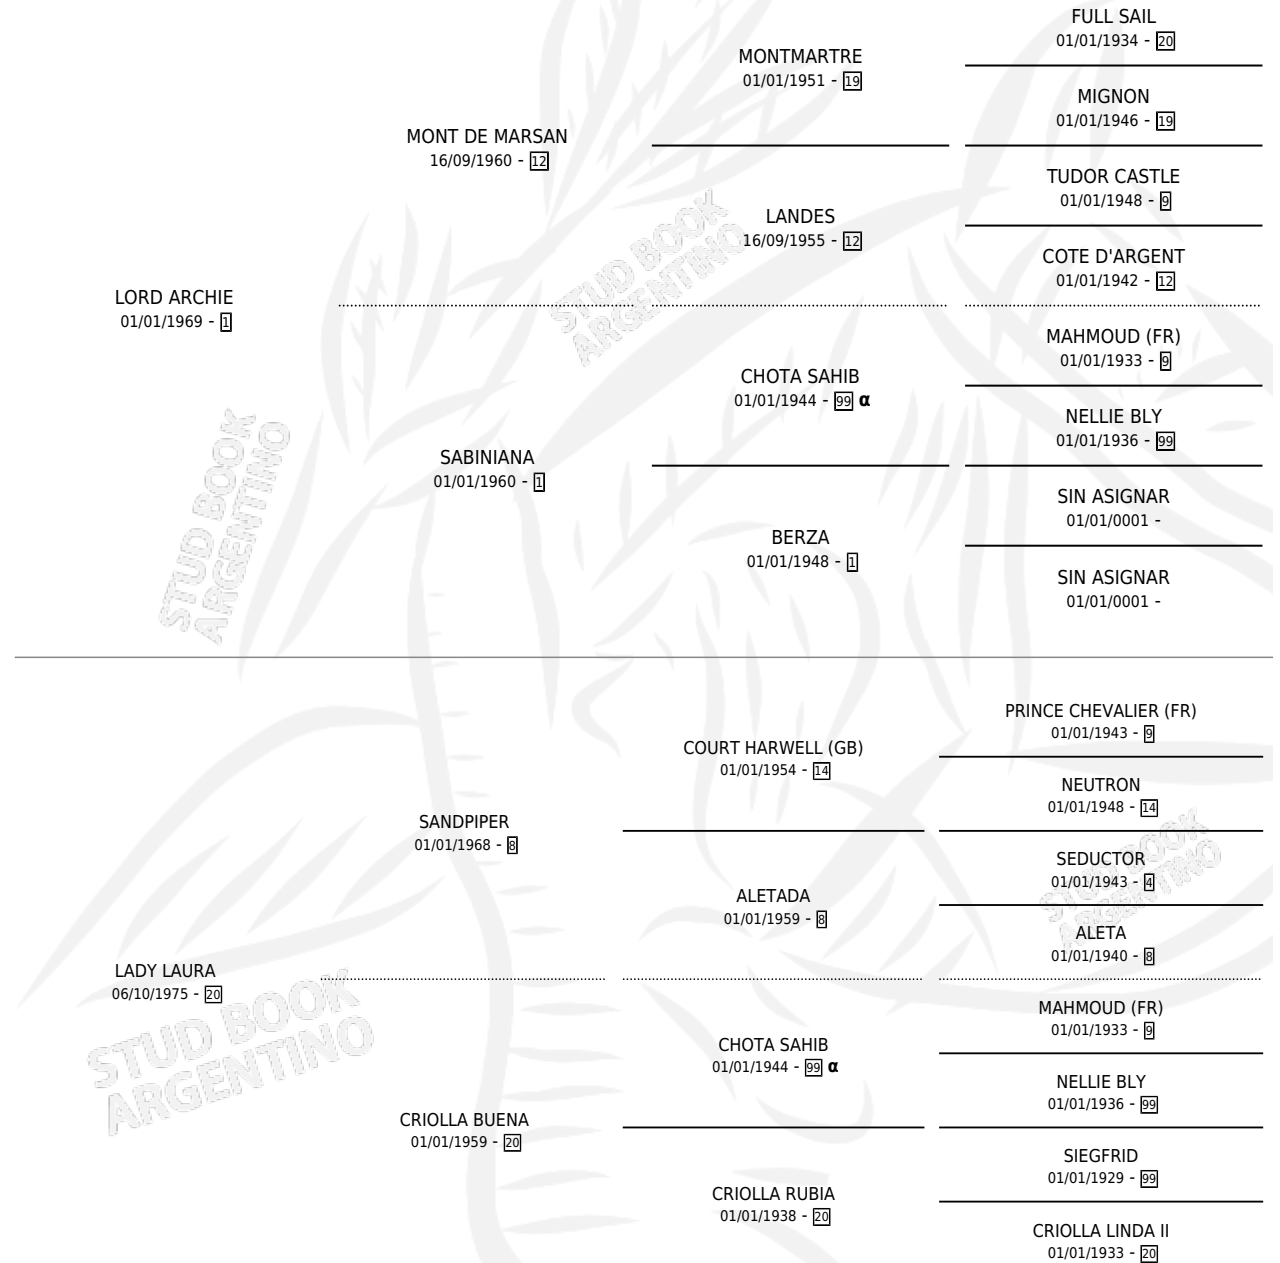 FULL SAIL
01/01/1934 - 20
MONTMARTRE
01/01/1951 - 19
MIGNON
01/01/1946 - 19
MONT DE MARSAN
16/09/1960 - 12
TUDOR CASTLE
01/01/1948 - 9
LANDES
16/09/1955 - 12
COTE D'ARGENT
01/01/1942 - 12
LORD ARCHIE
01/01/1969 - 1
MAHMOUD (FR)
01/01/1933 - 9
CHOTA SAHIB
01/01/1944 - 99 α
NELLIE BLY
01/01/1936 - 99
SABINIANA
01/01/1960 - 1
SIN ASIGNAR
01/01/0001 -
BERZA
01/01/1948 - 1
SIN ASIGNAR
01/01/0001 -
STUD BOOK
ARGENTINO
STUD BOOK
ARGENTINO
PRINCE CHEVALIER (FR)
01/01/1943 - 9
COURT HARWELL (GB)
01/01/1954 - 14
NEUTRON
01/01/1948 - 14
SANDPIPER
01/01/1968 - 8
SEDUCTOR
01/01/1943 - 4
ALETADA
01/01/1959 - 8
ALETA
01/01/1940 - 8
LADY LAURA
06/10/1975 - 20
MAHMOUD (FR)
01/01/1933 - 9
CHOTA SAHIB
01/01/1944 - 99 α
NELLIE BLY
01/01/1936 - 99
CRIOLLA BUENA
01/01/1959 - 20
SIEGFRID
01/01/1929 - 99
CRIOLLA RUBIA
01/01/1938 - 20
CRIOLLA LINDA II
01/01/1933 - 20
STUD BOOK
ARGENTINO
STUD BOOK
ARGENTINO